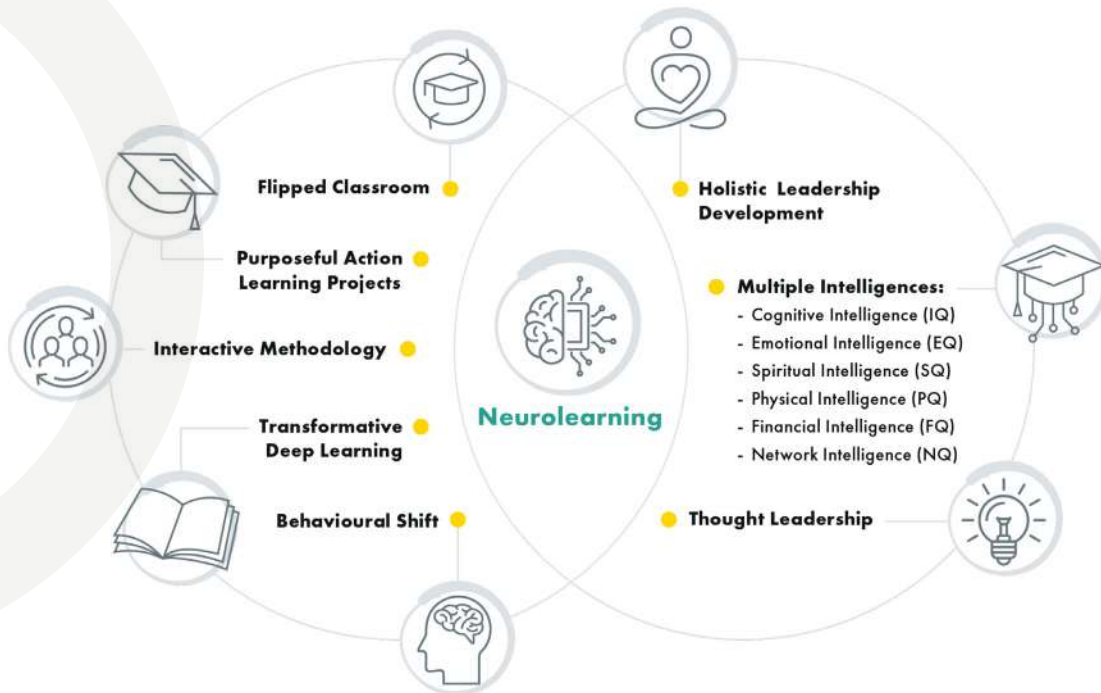 Flipped Classroom
Purposeful Action
Learning Projects
Interactive Methodology
Transformative
Deep Learning
Behavioural Shift
Neurolearning
Holistic Leadership
Development
Multiple Intelligences:
- Cognitive Intelligence (IQ)
- Emotional Intelligence (EQ)
- Spiritual Intelligence (SQ)
- Physical Intelligence (PQ)
- Financial Intelligence (FQ)
- Network Intelligence (NQ)
Thought Leadership